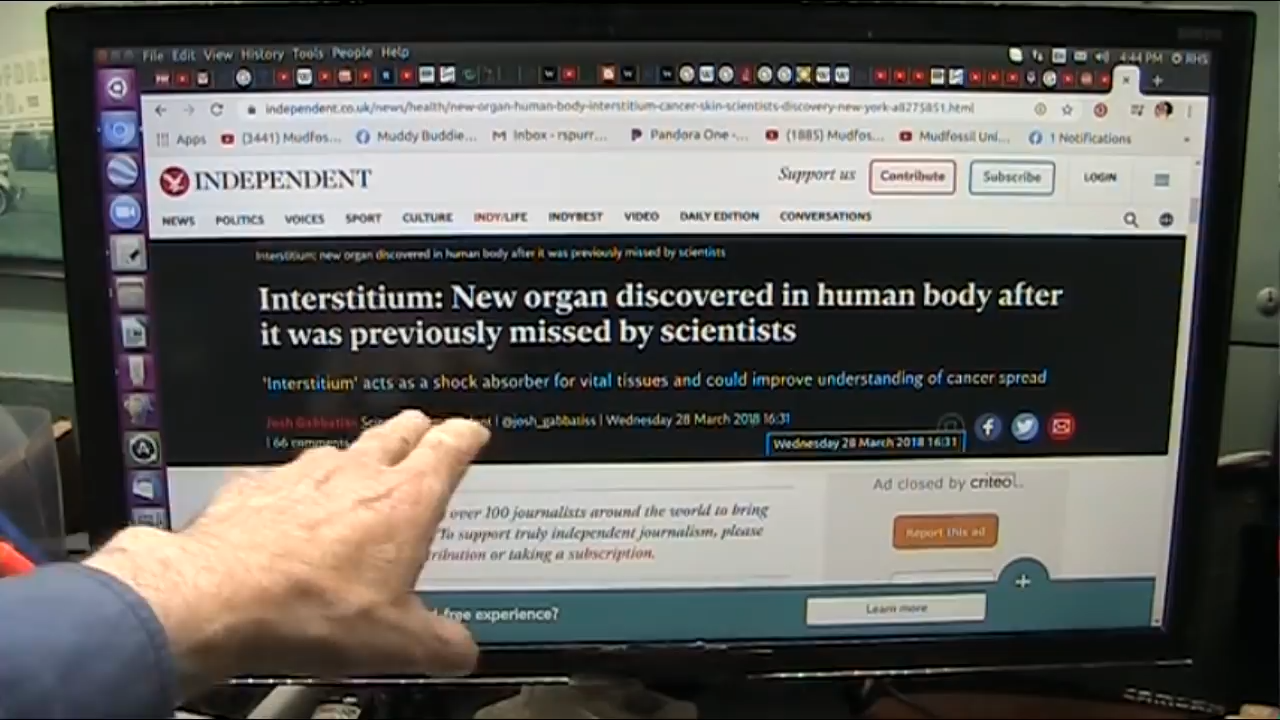 File Edit View History Tools People Help
4:44 PM RHS
independent.co.uk/news/health/new-organ-human-body-interstitium-cancer-skin-scientists-discovery-new-york-a8275851.html
Apps (3441) Mudfos... Muddy Buddie... Inbox - rspurr... Pandora One -... (1885) Mudfos... Mudfossil Uni... 1 Notifications
INDEPENDENT Support us Contribute Subscribe LOGIN
NEWS POLITICS VOICES SPORT CULTURE INDY/LIFE INDYBEST VIDEO DAILY EDITION CONVERSATIONS
Interstitium: new organ discovered in human body after it was previously missed by scientists
Interstitium: New organ discovered in human body after
it was previously missed by scientists
'Interstitium' acts as a shock absorber for vital tissues and could improve understanding of cancer spread
Josh Gabbatiss | @josh_gabbatiss | Wednesday 28 March 2018 16:31
| 66 comments
Wednesday 28 March 2018 16:31
Ad closed by criteo
over 100 journalists around the world to bring
To support truly independent journalism, please
or taking a subscription.
Report this ad
free experience?
Learn more